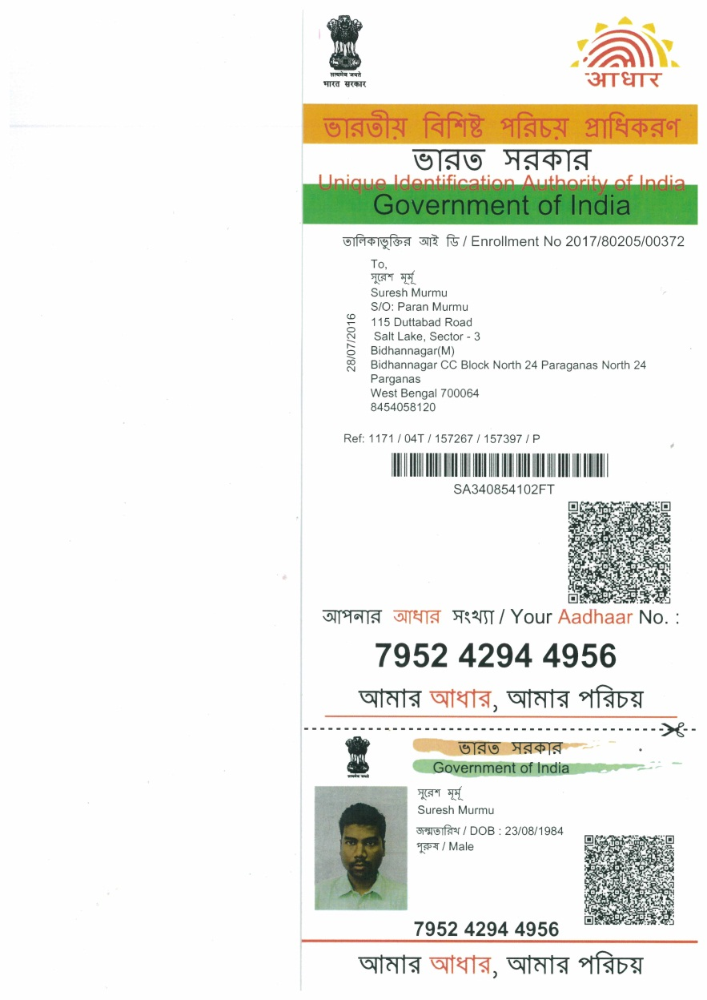 सत्यमेव जयते
भारत सरकार
आधार
ভারতীয় বিশিষ্ট পরিচয় প্রাধিকরণ
ভারত সরকার
Unique Identification Authority of India
Government of India
তালিকাভুক্তির আই ডি / Enrollment No 2017/80205/00372
To,
সুরেশ মূর্মূ
Suresh Murmu
S/O: Paran Murmu
115 Duttabad Road
Salt Lake, Sector - 3
Bidhannagar(M)
Bidhannagar CC Block North 24 Paraganas North 24
Parganas
West Bengal 700064
8454058120
28/07/2016
Ref: 1171 / 04T / 157267 / 157397 / P
SA340854102FT
আপনার আধার সংখ্যা / Your Aadhaar No. :
7952 4294 4956
আমার আধার, আমার পরিচয়
सत्यमेव जयते
ভারত সরকার
Government of India
সুরেশ মূর্মূ
Suresh Murmu
জন্মতারিখ / DOB : 23/08/1984
পুরুষ / Male
7952 4294 4956
আমার আধার, আমার পরিচয়